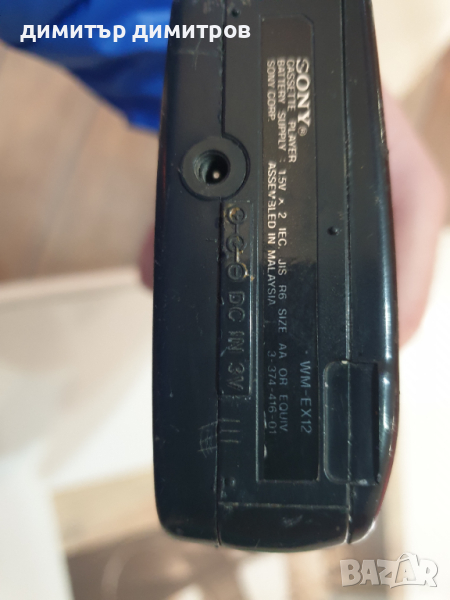 димитър димитров
SONY®
CASSETTE PLAYER
BATTERY SUPPLY : 1.5V × 2 IEC, JIS R6 SIZE AA OR EQUIV
SONY CORP. ASSEMBLED IN MALAYSIA
WM-EX12
3-374-416-01
DC IN 3V
BAZAR